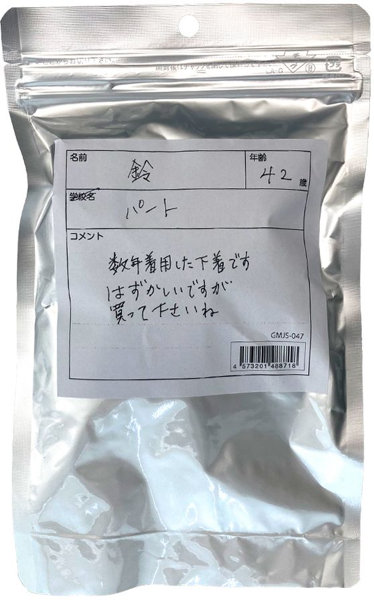 名前
鈴
年齢
42
歳
学校名
パート
コメント
数年着用した下着です
はずかしいですが
買って下さいね
GMJS-047
4 573201 488718